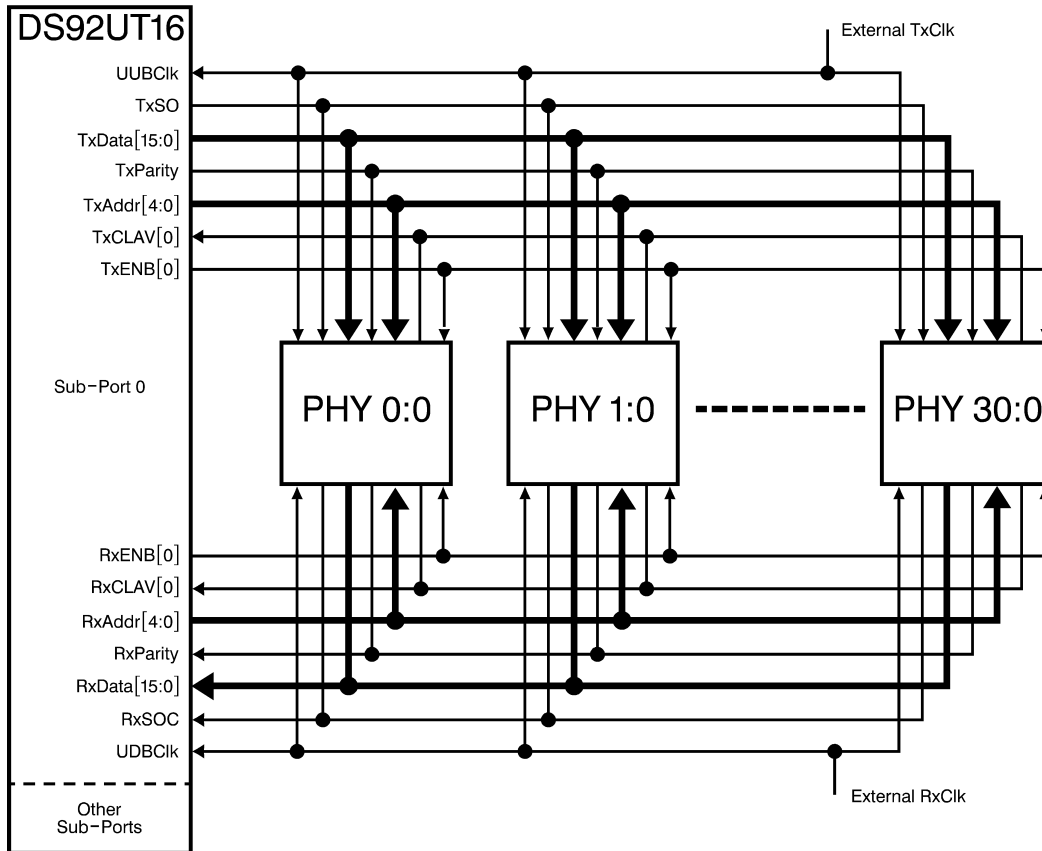 DS92UT16
External TxClk
UUBClk
TxSO
TxData[15:0]
TxParity
TxAddr[4:0]
TxCLAV[0]
TxENB[0]
Sub-Port 0
PHY 0:0
PHY 1:0
PHY 30:0
RxENB[0]
RxCLAV[0]
RxAddr[4:0]
RxParity
RxData[15:0]
RxSOC
UDBClk
External RxClk
Other
Sub-Ports